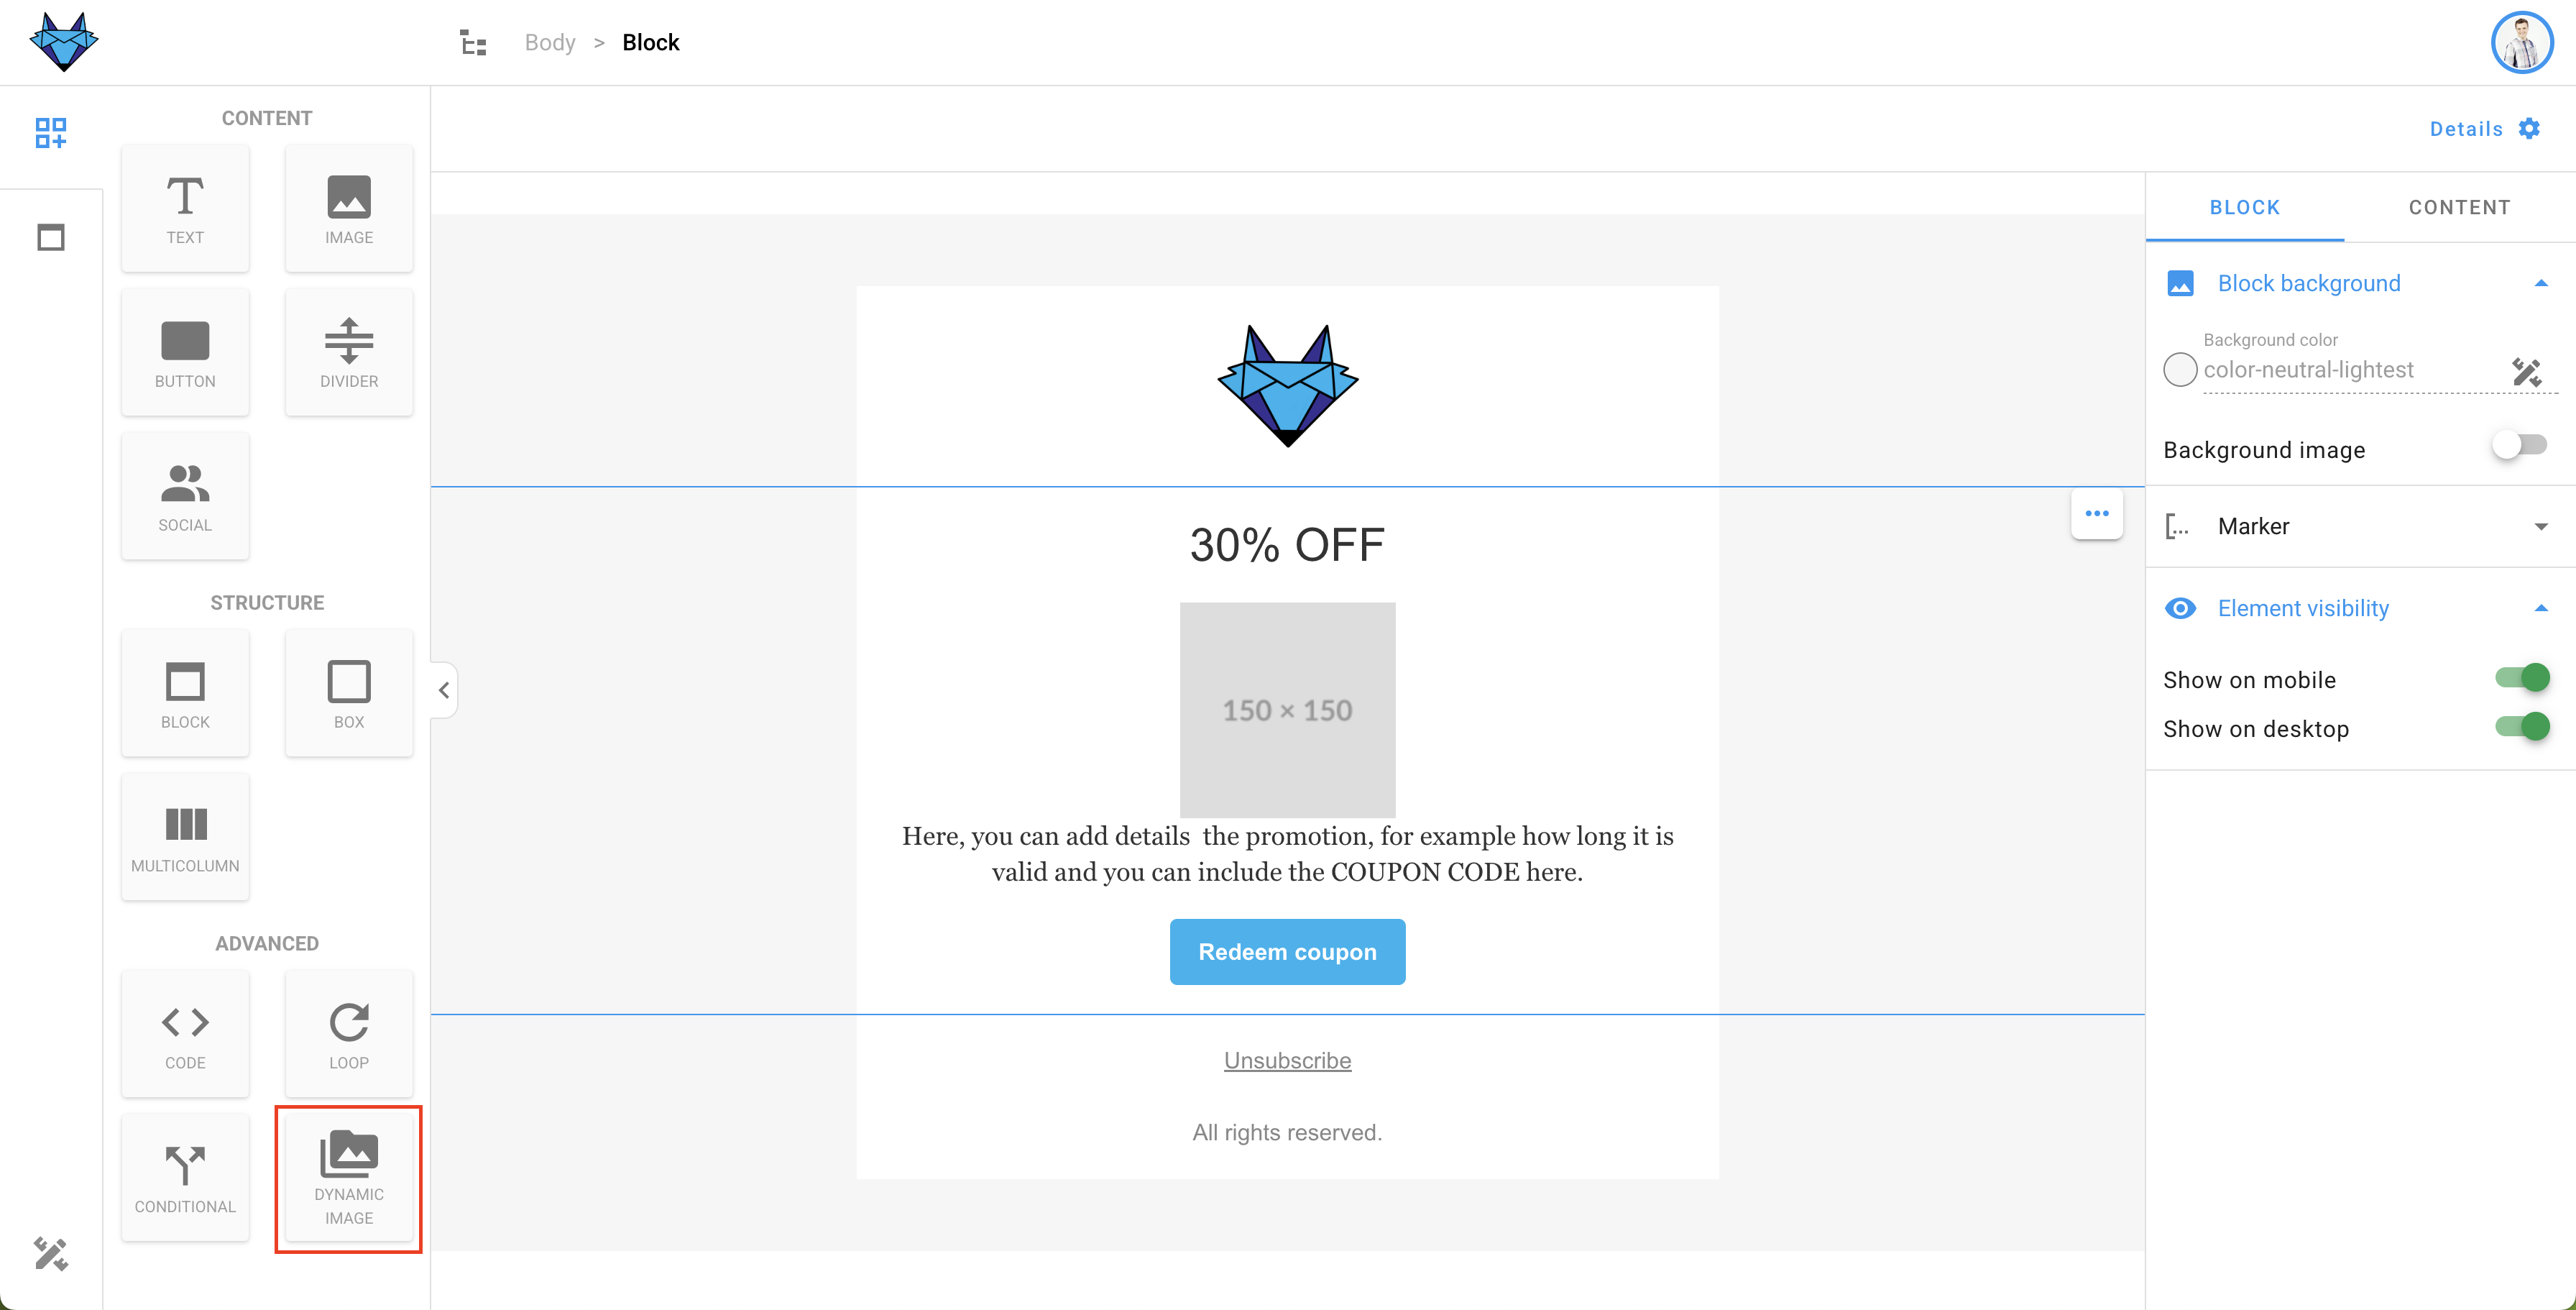 Body > Block
Details
CONTENT
TEXT
IMAGE
BUTTON
DIVIDER
SOCIAL
STRUCTURE
BLOCK
BOX
MULTICOLUMN
ADVANCED
CODE
LOOP
CONDITIONAL
DYNAMIC
IMAGE
30% OFF
150 × 150
Here, you can add details  the promotion, for example how long it is
valid and you can include the COUPON CODE here.
Redeem coupon
Unsubscribe
All rights reserved.
BLOCK
CONTENT
Block background
Background color
color-neutral-lightest
Background image
Marker
Element visibility
Show on mobile
Show on desktop